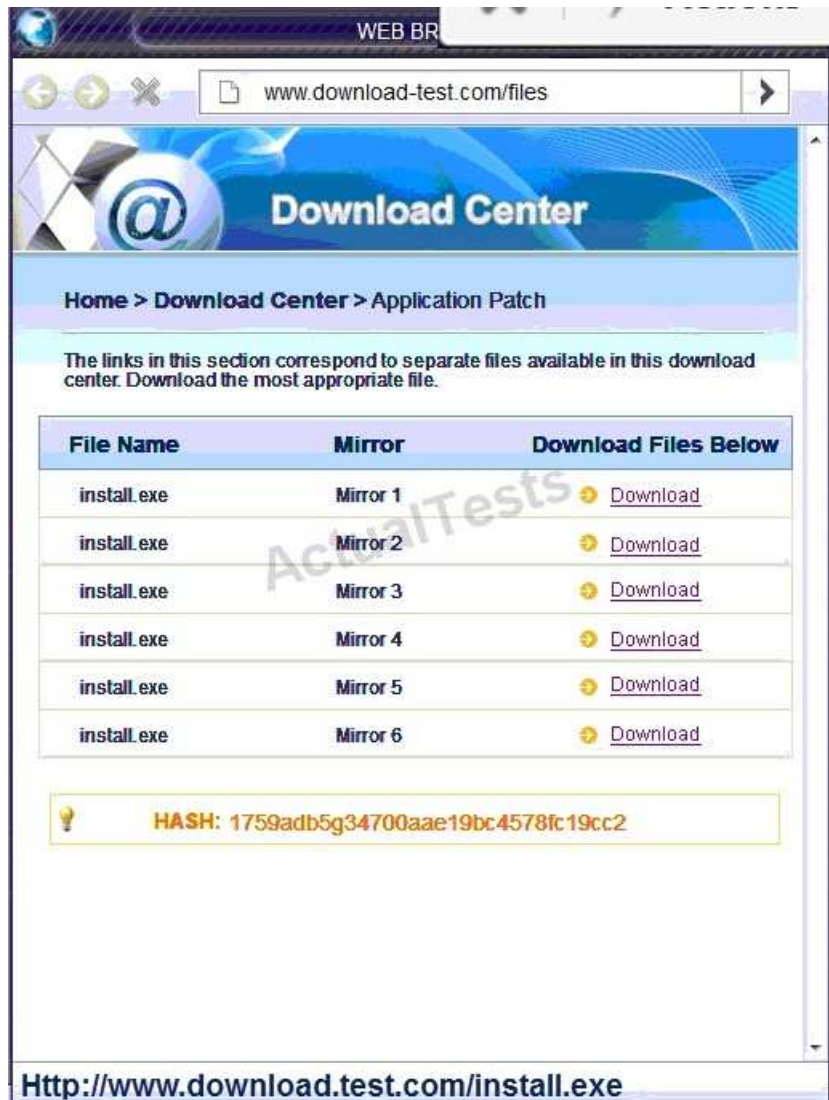 WEB BR
www.download-test.com/files
@
Download Center
Home > Download Center > Application Patch
The links in this section correspond to separate files available in this download
center. Download the most appropriate file.
File Name Mirror Download Files Below
install.exe Mirror 1 Download
install.exe Mirror 2 Download
install.exe Mirror 3 Download
install.exe Mirror 4 Download
install.exe Mirror 5 Download
install.exe Mirror 6 Download
ActualTests
HASH: 1759adb5g34700aae19bc4578fc19cc2
Http://www.download.test.com/install.exe